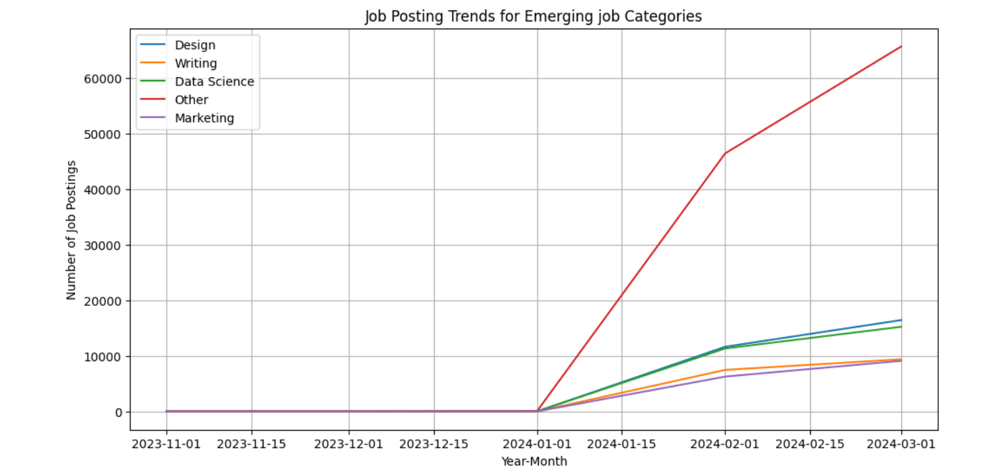 Job Posting Trends for Emerging job Categories
Design
Writing
Data Science
Other
Marketing
Number of Job Postings
60000
50000
40000
30000
20000
10000
0
2023-11-01 2023-11-15 2023-12-01 2023-12-15 2024-01-01 2024-01-15 2024-02-01 2024-02-15 2024-03-01
Year-Month